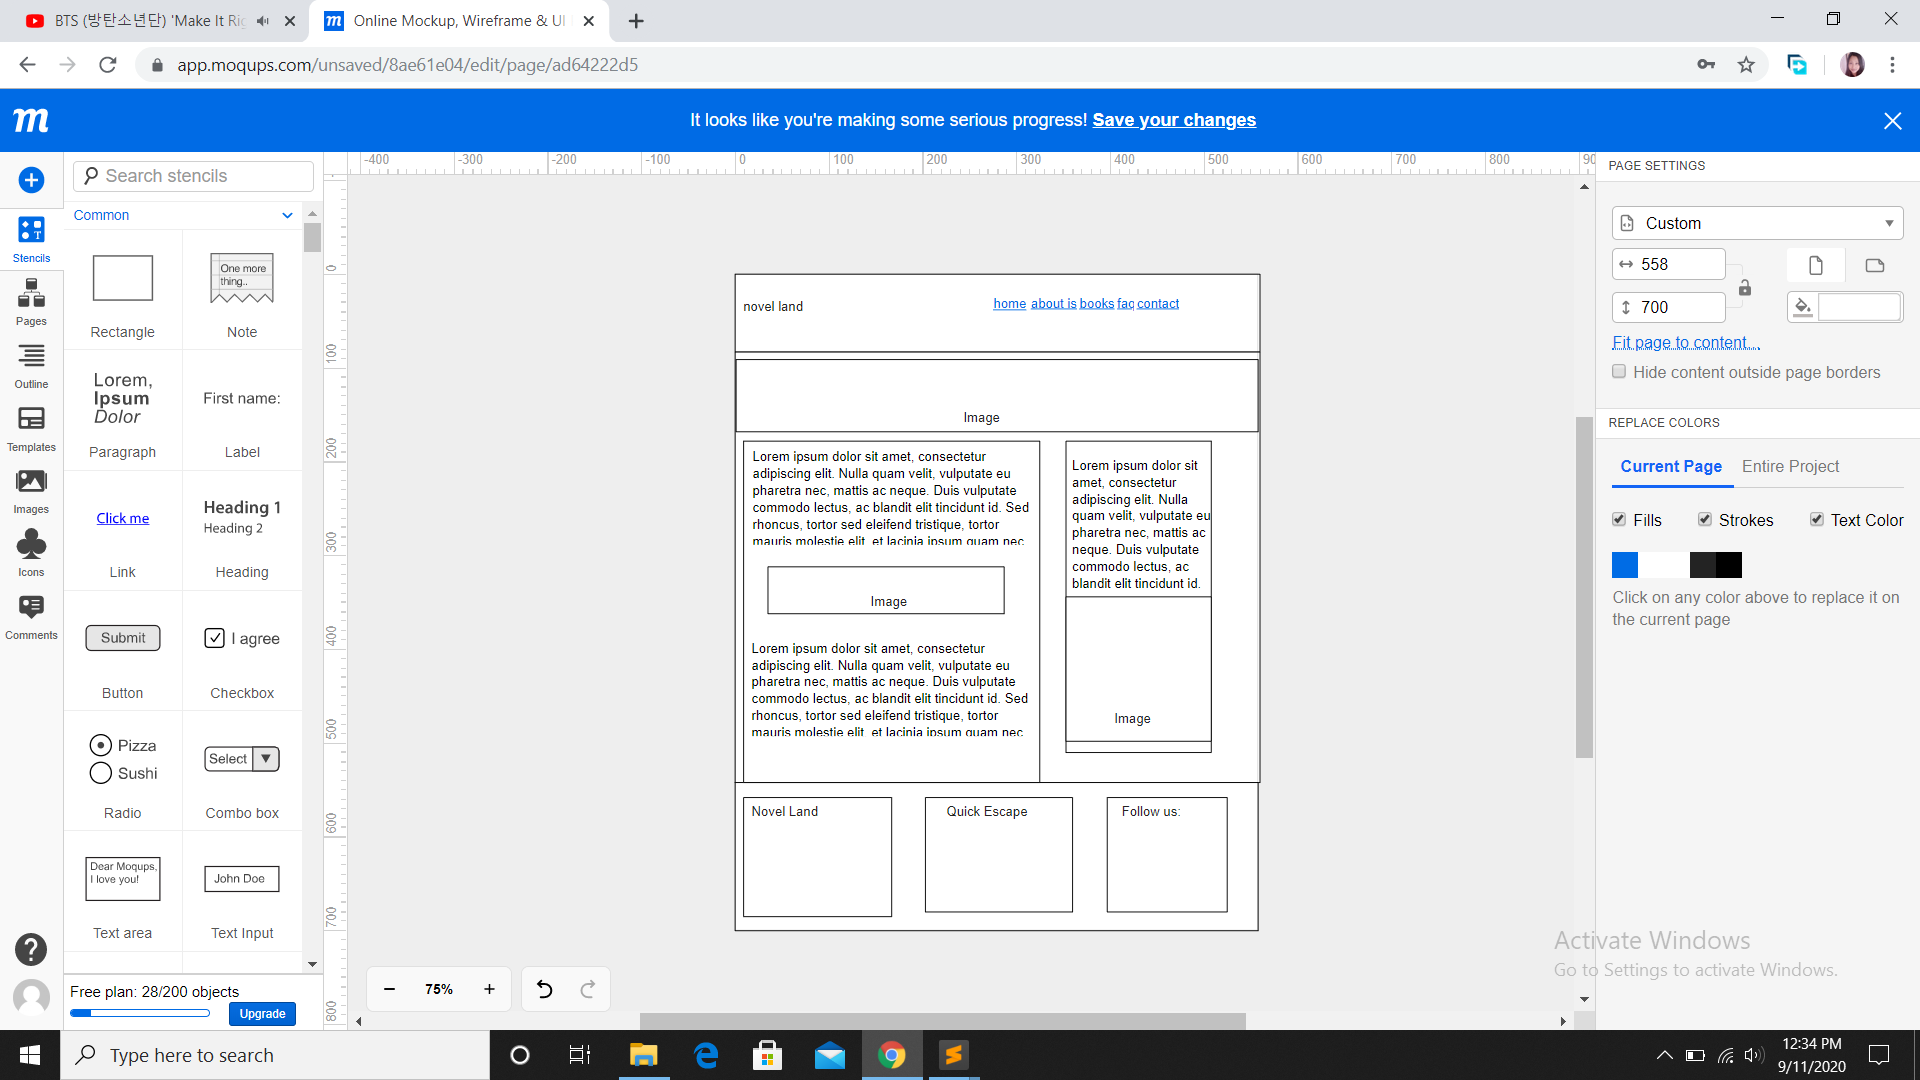 BTS (방탄소년단) 'Make It Rig
Online Mockup, Wireframe & UI
app.moqups.com/unsaved/8ae61e04/edit/page/ad64222d5
m
It looks like you're making some serious progress! Save your changes
Stencils
Pages
Outline
Templates
Images
Icons
Comments
Search stencils
Common
Rectangle
One more
thing..
Note
Lorem,
Ipsum
Dolor
Paragraph
First name:
Label
Click me
Link
Heading 1
Heading 2
Heading
Submit
Button
I agree
Checkbox
Pizza
Sushi
Radio
Select
Combo box
Dear Moqups,
I love you!
Text area
John Doe
Text Input
Free plan: 28/200 objects
Upgrade
-400 -300 -200 -100 0 100 200 300 400 500 600 700 800 90
0
100
200
300
400
500
600
700
800
novel land
home about is books faq contact
Image
Lorem ipsum dolor sit amet, consectetur
adipiscing elit. Nulla quam velit, vulputate eu
pharetra nec, mattis ac neque. Duis vulputate
commodo lectus, ac blandit elit tincidunt id. Sed
rhoncus, tortor sed eleifend tristique, tortor
mauris molestie elit, et lacinia ipsum quam nec
Image
Lorem ipsum dolor sit amet, consectetur
adipiscing elit. Nulla quam velit, vulputate eu
pharetra nec, mattis ac neque. Duis vulputate
commodo lectus, ac blandit elit tincidunt id. Sed
rhoncus, tortor sed eleifend tristique, tortor
mauris molestie elit, et lacinia ipsum quam nec
Lorem ipsum dolor sit
amet, consectetur
adipiscing elit. Nulla
quam velit, vulputate eu
pharetra nec, mattis ac
neque. Duis vulputate
commodo lectus, ac
blandit elit tincidunt id.
Image
Novel Land
Quick Escape
Follow us:
75%
PAGE SETTINGS
Custom
558
700
Fit page to content...
Hide content outside page borders
REPLACE COLORS
Current Page
Entire Project
Fills
Strokes
Text Color
Click on any color above to replace it on
the current page
Activate Windows
Go to Settings to activate Windows.
Type here to search
12:34 PM
9/11/2020